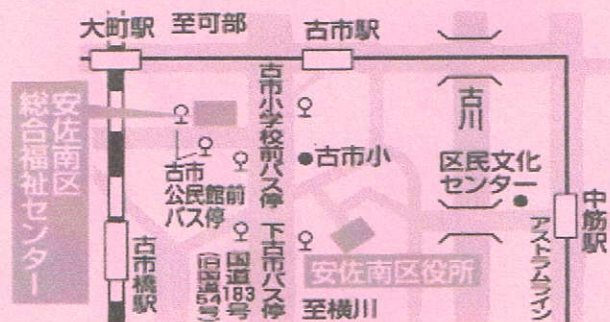 大町駅
至可部
古市駅
安佐南区
総合福祉センター
古市
公民館前
バス停
古市小学校前バス停
古市小
古川
区民文化
センター
中筋駅
アストラムライン
古市橋駅
国道183号
(旧国道54号)
下古市バス停
安佐南区役所
至横川